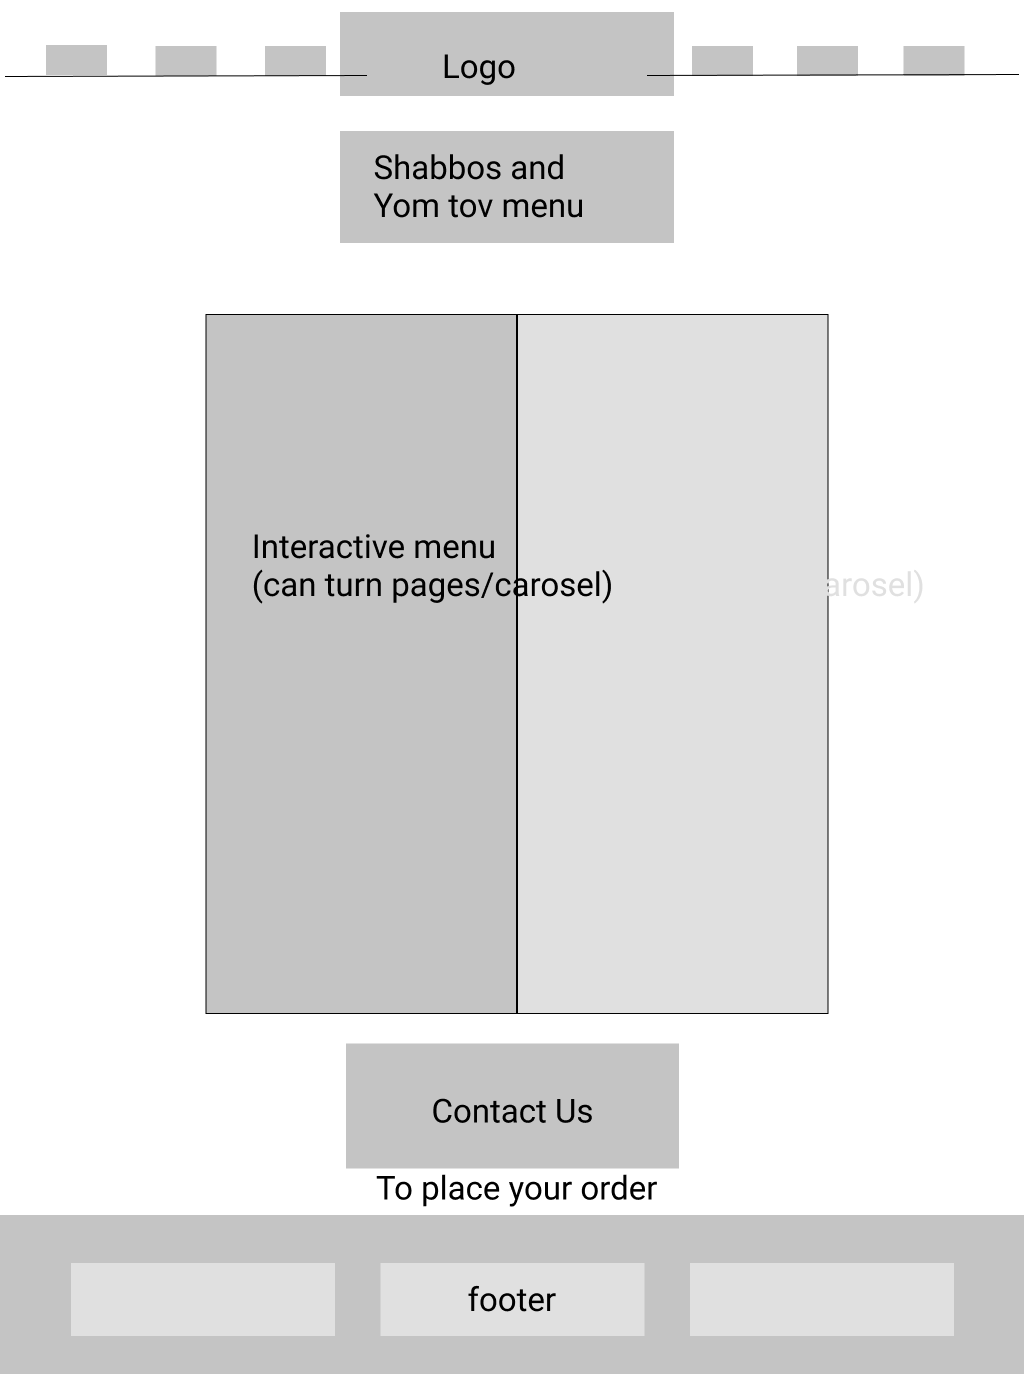 Logo
Shabbos and
Yom tov menu
Interactive menu
(can turn pages/carosel)
arosel)
Contact Us
To place your order
footer